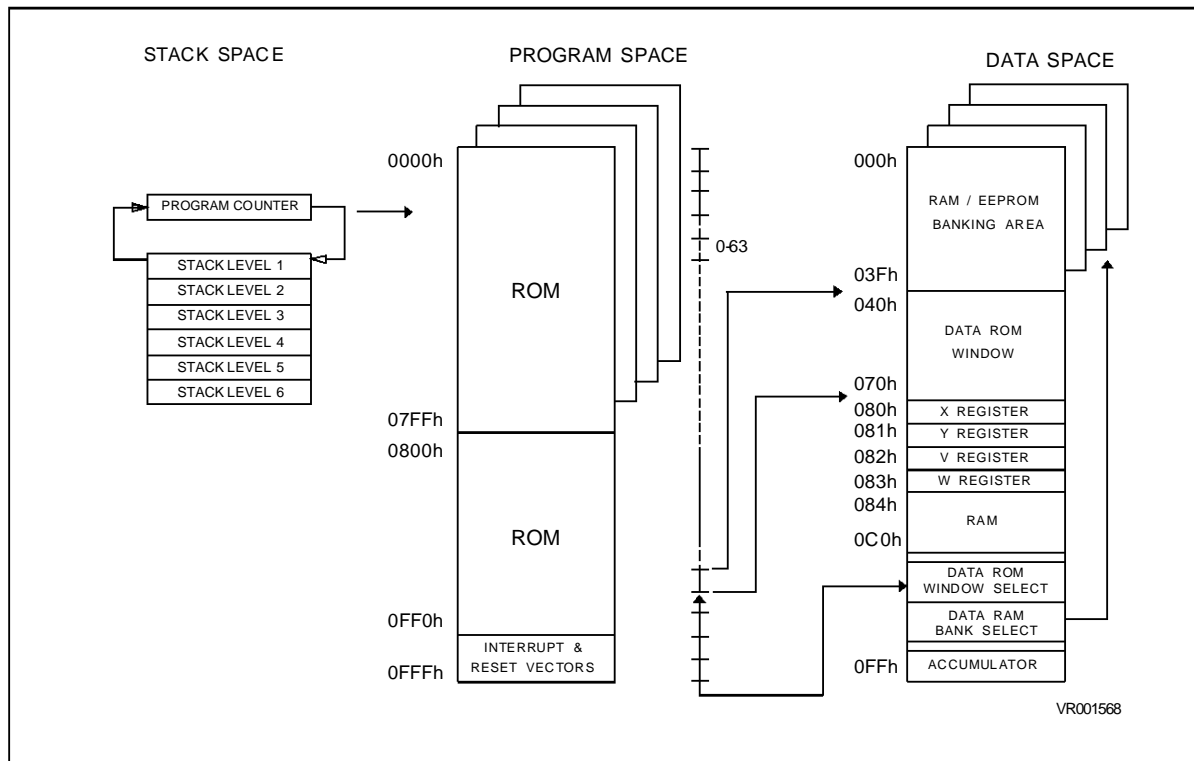 STACK SPACE
PROGRAM SPACE
DATA SPACE
PROGRAM COUNTER
STACK LEVEL 1
STACK LEVEL 2
STACK LEVEL 3
STACK LEVEL 4
STACK LEVEL 5
STACK LEVEL 6
0000h
ROM
07FFh
0800h
ROM
0FF0h
INTERRUPT &
RESET VECTORS
0FFFh
0-63
000h
RAM / EEPROM
BANKING AREA
03Fh
040h
DATA ROM
WINDOW
070h
080h
X REGISTER
081h
Y REGISTER
082h
V REGISTER
083h
W REGISTER
084h
RAM
0C0h
DATA ROM
WINDOW SELECT
DATA RAM
BANK SELECT
0FFh
ACCUMULATOR
VR001568